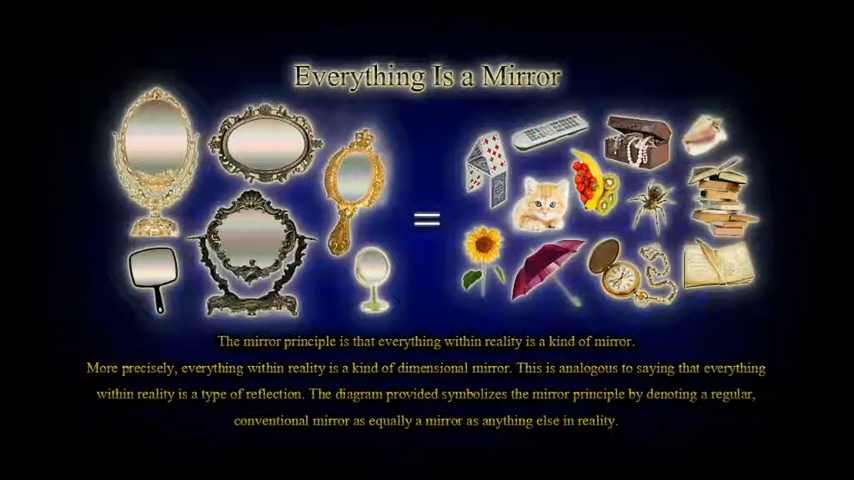 Everything Is a Mirror
=
The mirror principle is that everything within reality is a kind of mirror.
More precisely, everything within reality is a kind of dimensional mirror. This is analogous to saying that everything
within reality is a type of reflection. The diagram provided symbolizes the mirror principle by denoting a regular,
conventional mirror as equally a mirror as anything else in reality.